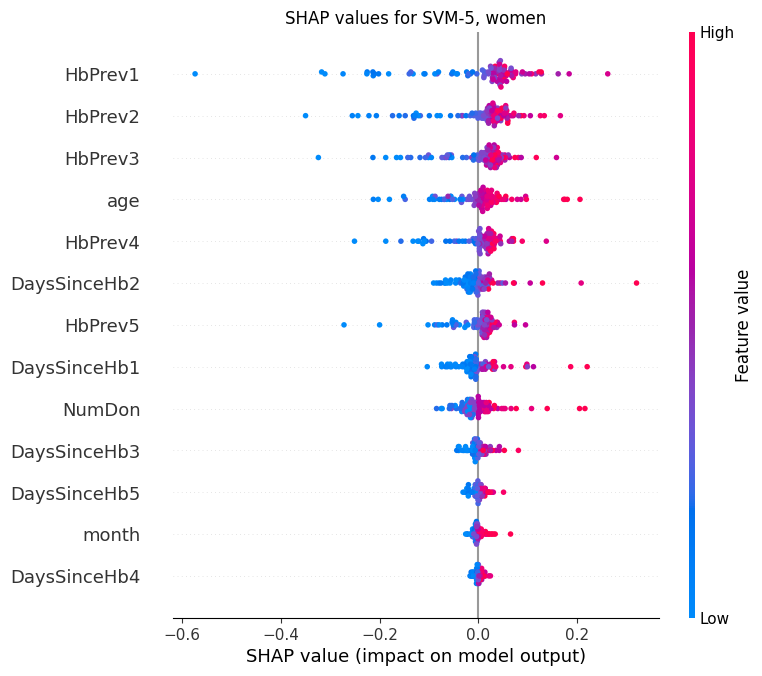 SHAP values for SVM-5, women
High
HbPrev1
HbPrev2
HbPrev3
age
HbPrev4
DaysSinceHb2
HbPrev5
DaysSinceHb1
NumDon
DaysSinceHb3
DaysSinceHb5
month
DaysSinceHb4
Feature value
Low
−0.6 −0.4 −0.2 0.0 0.2
SHAP value (impact on model output)